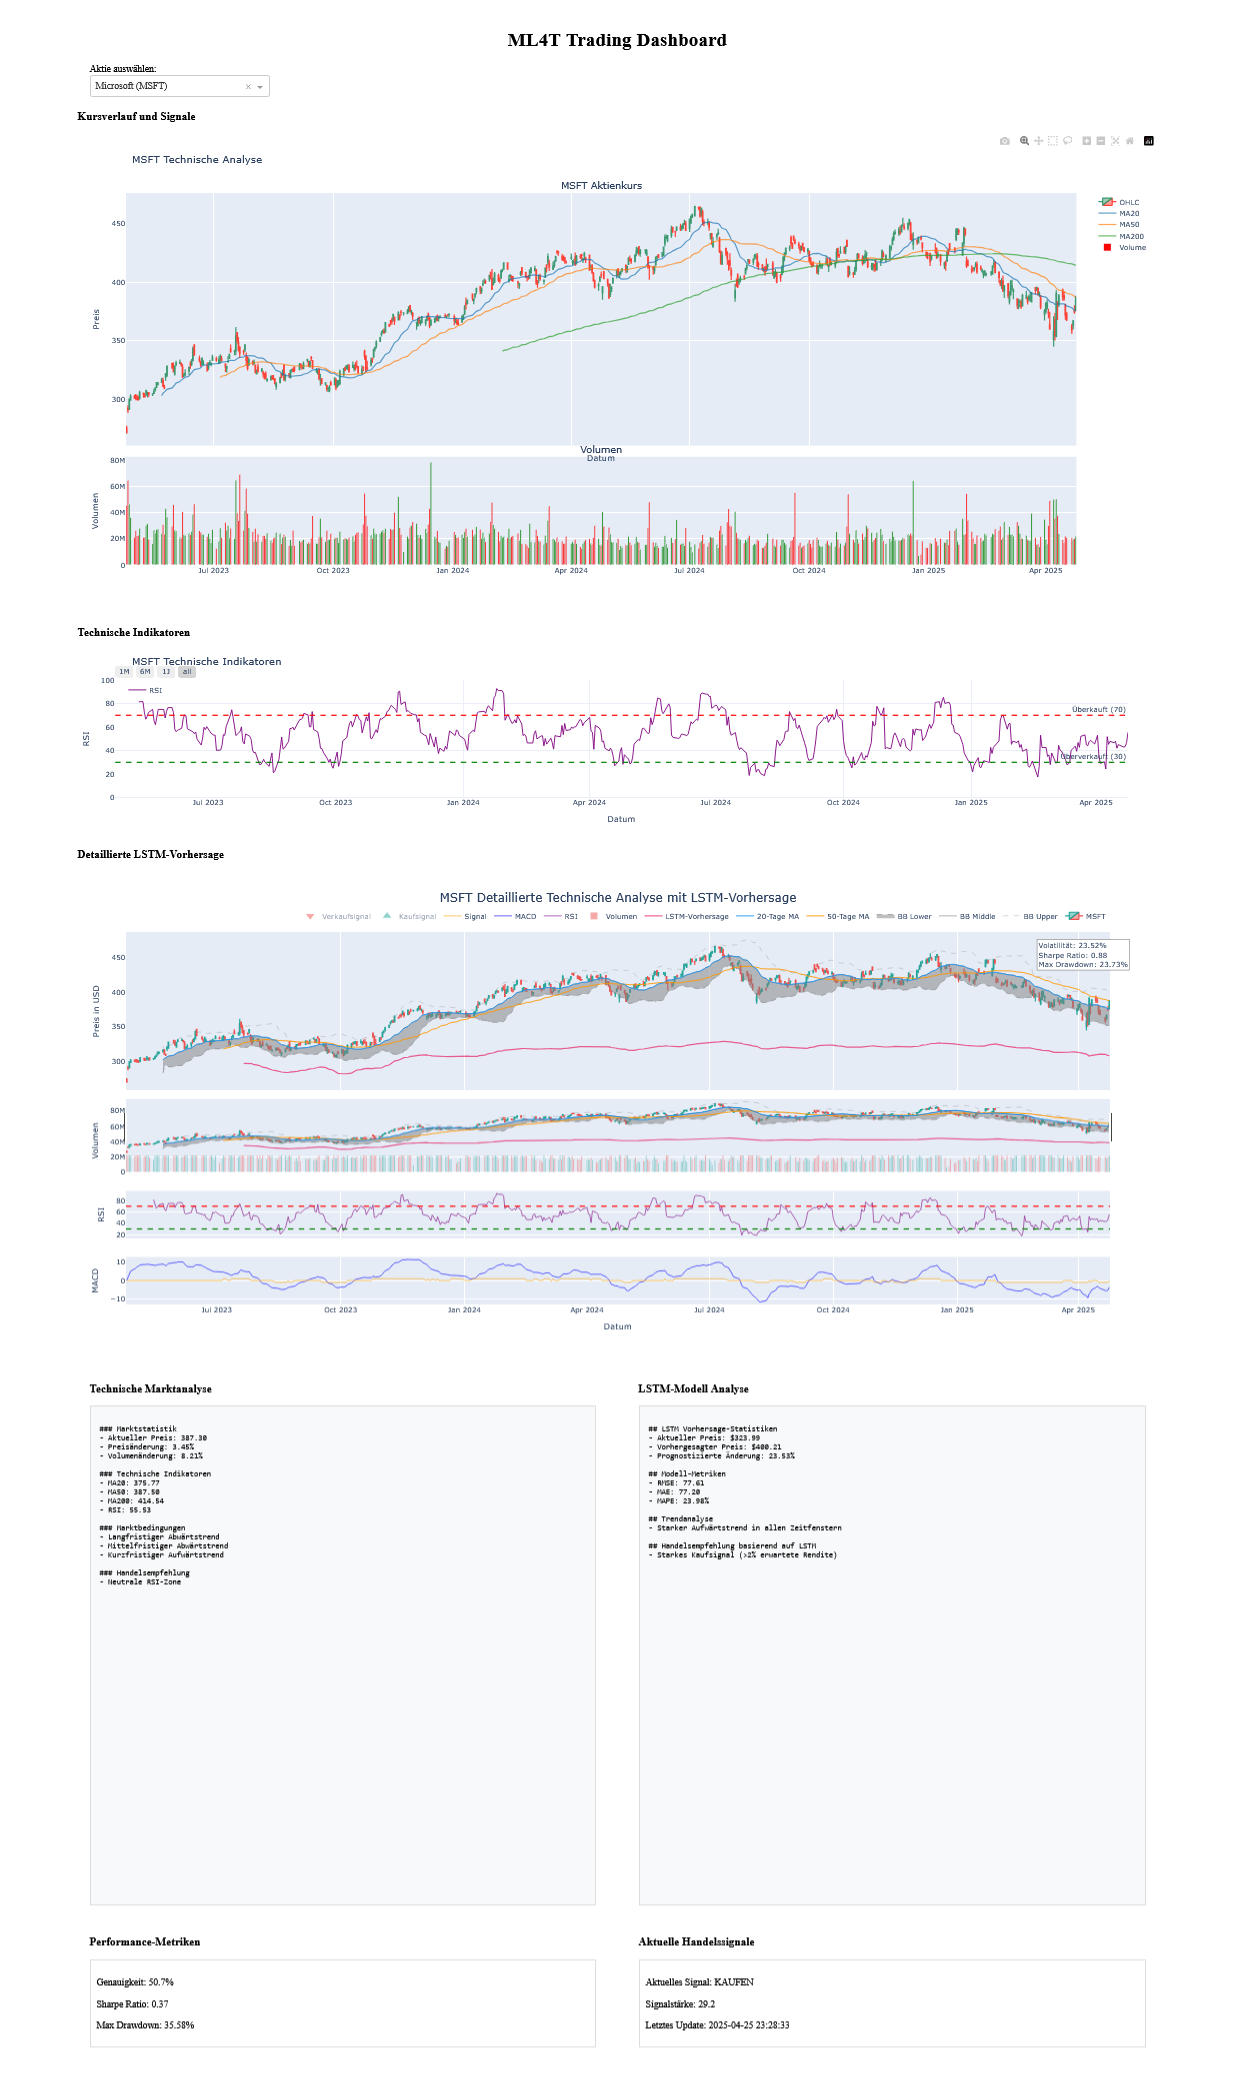 ML4T Trading Dashboard
Aktie auswählen:
Microsoft (MSFT)
Kursverlauf und Signale
MSFT Technische Analyse
MSFT Aktienkurs
OHLC
MA20
MA50
MA200
Volume
450
400
350
300
Preis
Volumen
Datum
80M
60M
40M
20M
0
Volumen
Jul 2023 Oct 2023 Jan 2024 Apr 2024 Jul 2024 Oct 2024 Jan 2025 Apr 2025
Technische Indikatoren
MSFT Technische Indikatoren
1M 6M 1J all
RSI
100
80
60
40
20
0
RSI
Überkauft (70)
Überverkauft (30)
Jul 2023 Oct 2023 Jan 2024 Apr 2024 Jul 2024 Oct 2024 Jan 2025 Apr 2025
Datum
Detaillierte LSTM-Vorhersage
MSFT Detaillierte Technische Analyse mit LSTM-Vorhersage
Verkaufsignal Kaufsignal Signal MACD RSI Volumen LSTM-Vorhersage 20-Tage MA 50-Tage MA BB Lower BB Middle BB Upper MSFT
Volatilität: 23.52%
Sharpe Ratio: 0.88
Max Drawdown: 23.73%
450
400
350
300
Preis in USD
80M
60M
40M
20M
0
Volumen
80
60
40
20
RSI
10
0
−10
MACD
Jul 2023 Oct 2023 Jan 2024 Apr 2024 Jul 2024 Oct 2024 Jan 2025 Apr 2025
Datum
Technische Marktanalyse
### Marktstatistik
- Aktueller Preis: 387.30
- Preisänderung: 3.45%
- Volumenänderung: 8.21%
### Technische Indikatoren
- MA20: 375.77
- MA50: 387.50
- MA200: 414.54
- RSI: 55.53
### Marktbedingungen
- Langfristiger Abwärtstrend
- Mittelfristiger Abwärtstrend
- Kurzfristiger Aufwärtstrend
### Handelsempfehlung
- Neutrale RSI-Zone
LSTM-Modell Analyse
## LSTM Vorhersage-Statistiken
- Aktueller Preis: $323.99
- Vorhergesagter Preis: $400.21
- Prognostizierte Änderung: 23.53%
## Modell-Metriken
- RMSE: 77.61
- MAE: 77.20
- MAPE: 23.98%
## Trendanalyse
- Starker Aufwärtstrend in allen Zeitfenstern
## Handelsempfehlung basierend auf LSTM
- Starkes Kaufsignal (>2% erwartete Rendite)
Performance-Metriken
Genauigkeit: 50.7%
Sharpe Ratio: 0.37
Max Drawdown: 35.58%
Aktuelle Handelssignale
Aktuelles Signal: KAUFEN
Signalstärke: 29.2
Letztes Update: 2025-04-25 23:28:33